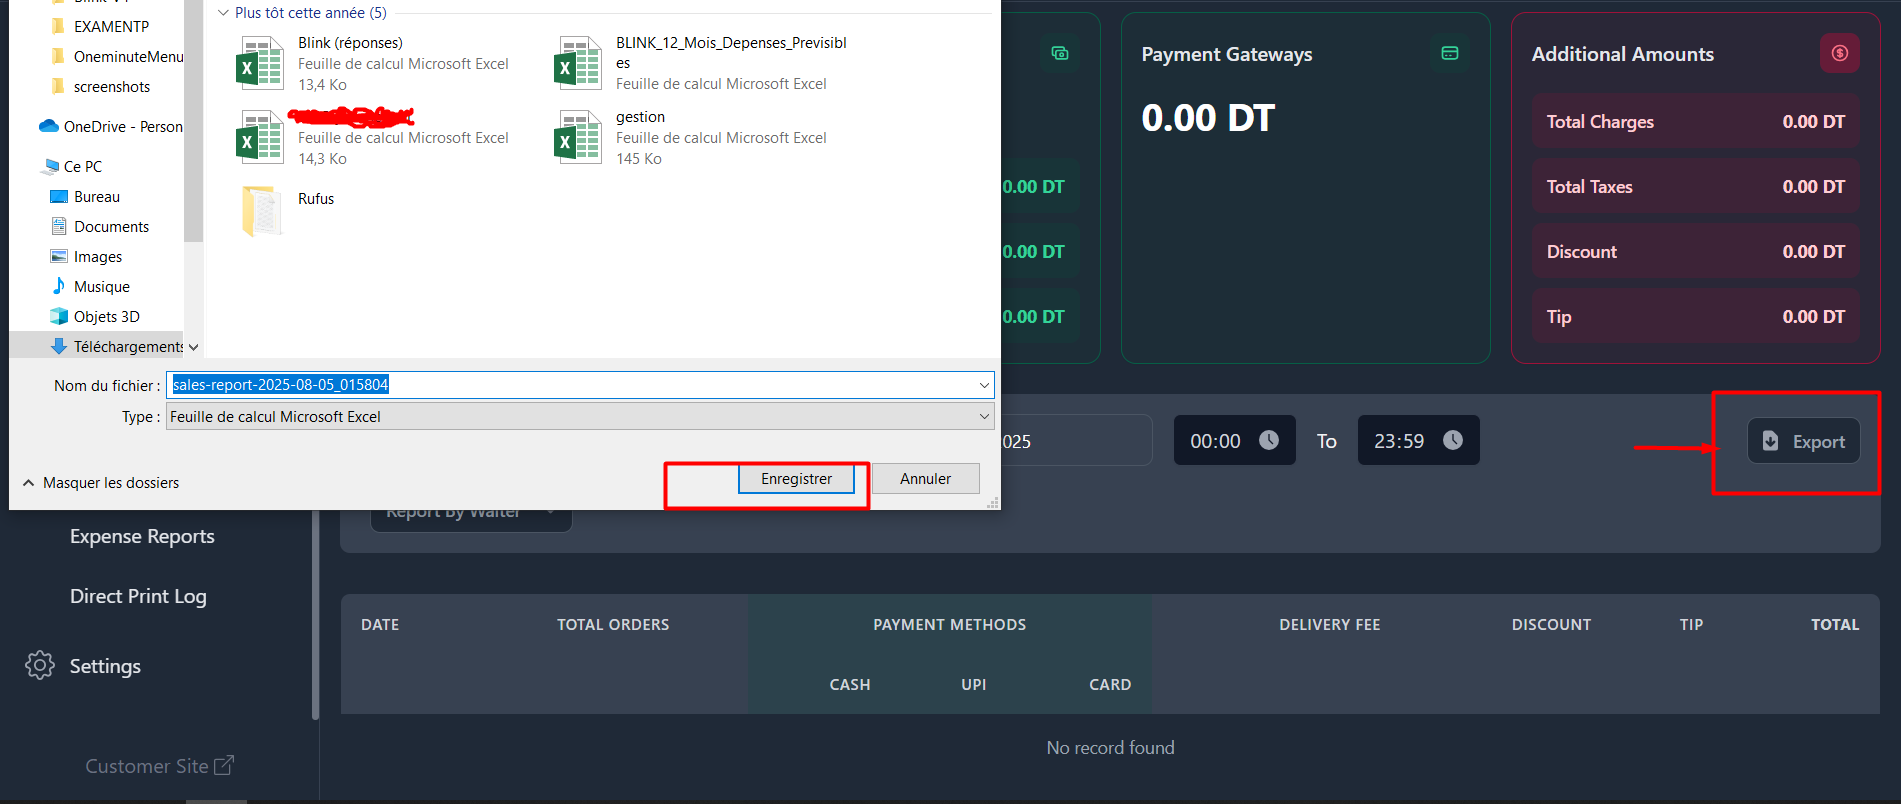 EXAMENTP
OneminuteMenu
screenshots
OneDrive - Person
Ce PC
Bureau
Documents
Images
Musique
Objets 3D
Téléchargements
Plus tôt cette année (5)
Blink (réponses)
Feuille de calcul Microsoft Excel
13,4 Ko
BLINK_12_Mois_Depenses_Previsibl
es
Feuille de calcul Microsoft Excel
Feuille de calcul Microsoft Excel
14,3 Ko
gestion
Feuille de calcul Microsoft Excel
145 Ko
Rufus
Nom du fichier :
sales-report-2025-08-05_015804
Type :
Feuille de calcul Microsoft Excel
Masquer les dossiers
Enregistrer
Annuler
0.00 DT
0.00 DT
0.00 DT
Payment Gateways
0.00 DT
Additional Amounts
Total Charges 0.00 DT
Total Taxes 0.00 DT
Discount 0.00 DT
Tip 0.00 DT
025
00:00 To 23:59
Export
Report By Waiter
Expense Reports
Direct Print Log
Settings
Customer Site
DATE TOTAL ORDERS PAYMENT METHODS DELIVERY FEE DISCOUNT TIP TOTAL
CASH UPI CARD
No record found